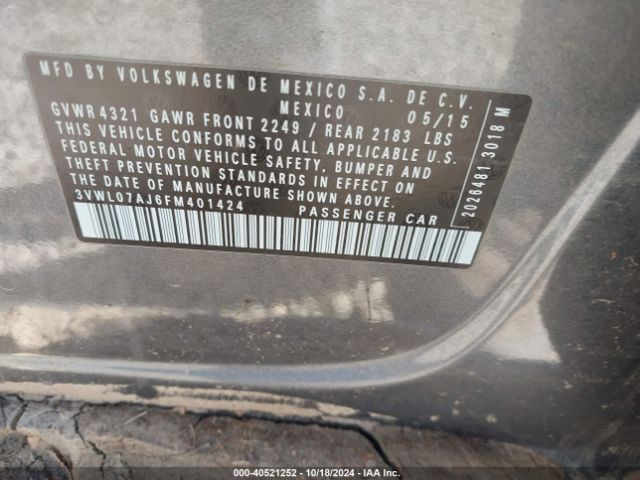 MFD BY VOLKSWAGEN DE MEXICO S.A. DE C.V.
MEXICO 05/15
GVWR 4321 GAWR FRONT 2249 / REAR 2183 LBS
THIS VEHICLE CONFORMS TO ALL APPLICABLE U.S.
FEDERAL MOTOR VEHICLE SAFETY, BUMPER AND
THEFT PREVENTION STANDARDS IN EFFECT ON
THE DATE OF MANUFACTURE SHOWN ABOVE.
3VWL07AJ6FM401424 PASSENGER CAR
2026481 3018 M
000-40521252 - 10/18/2024 - IAA Inc.